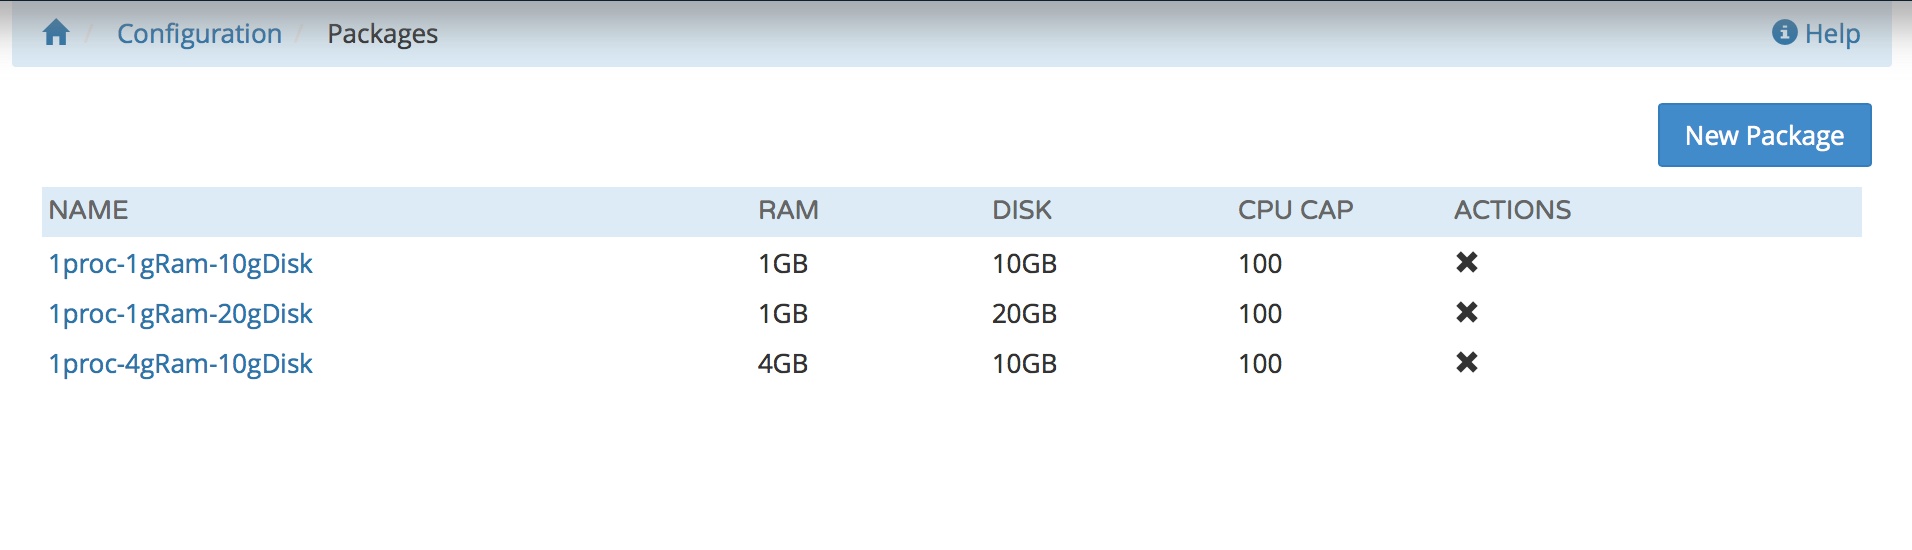 Configuration Packages Help
New Package
NAME RAM DISK CPU CAP ACTIONS
1proc-1gRam-10gDisk 1GB 10GB 100
1proc-1gRam-20gDisk 1GB 20GB 100
1proc-4gRam-10gDisk 4GB 10GB 100